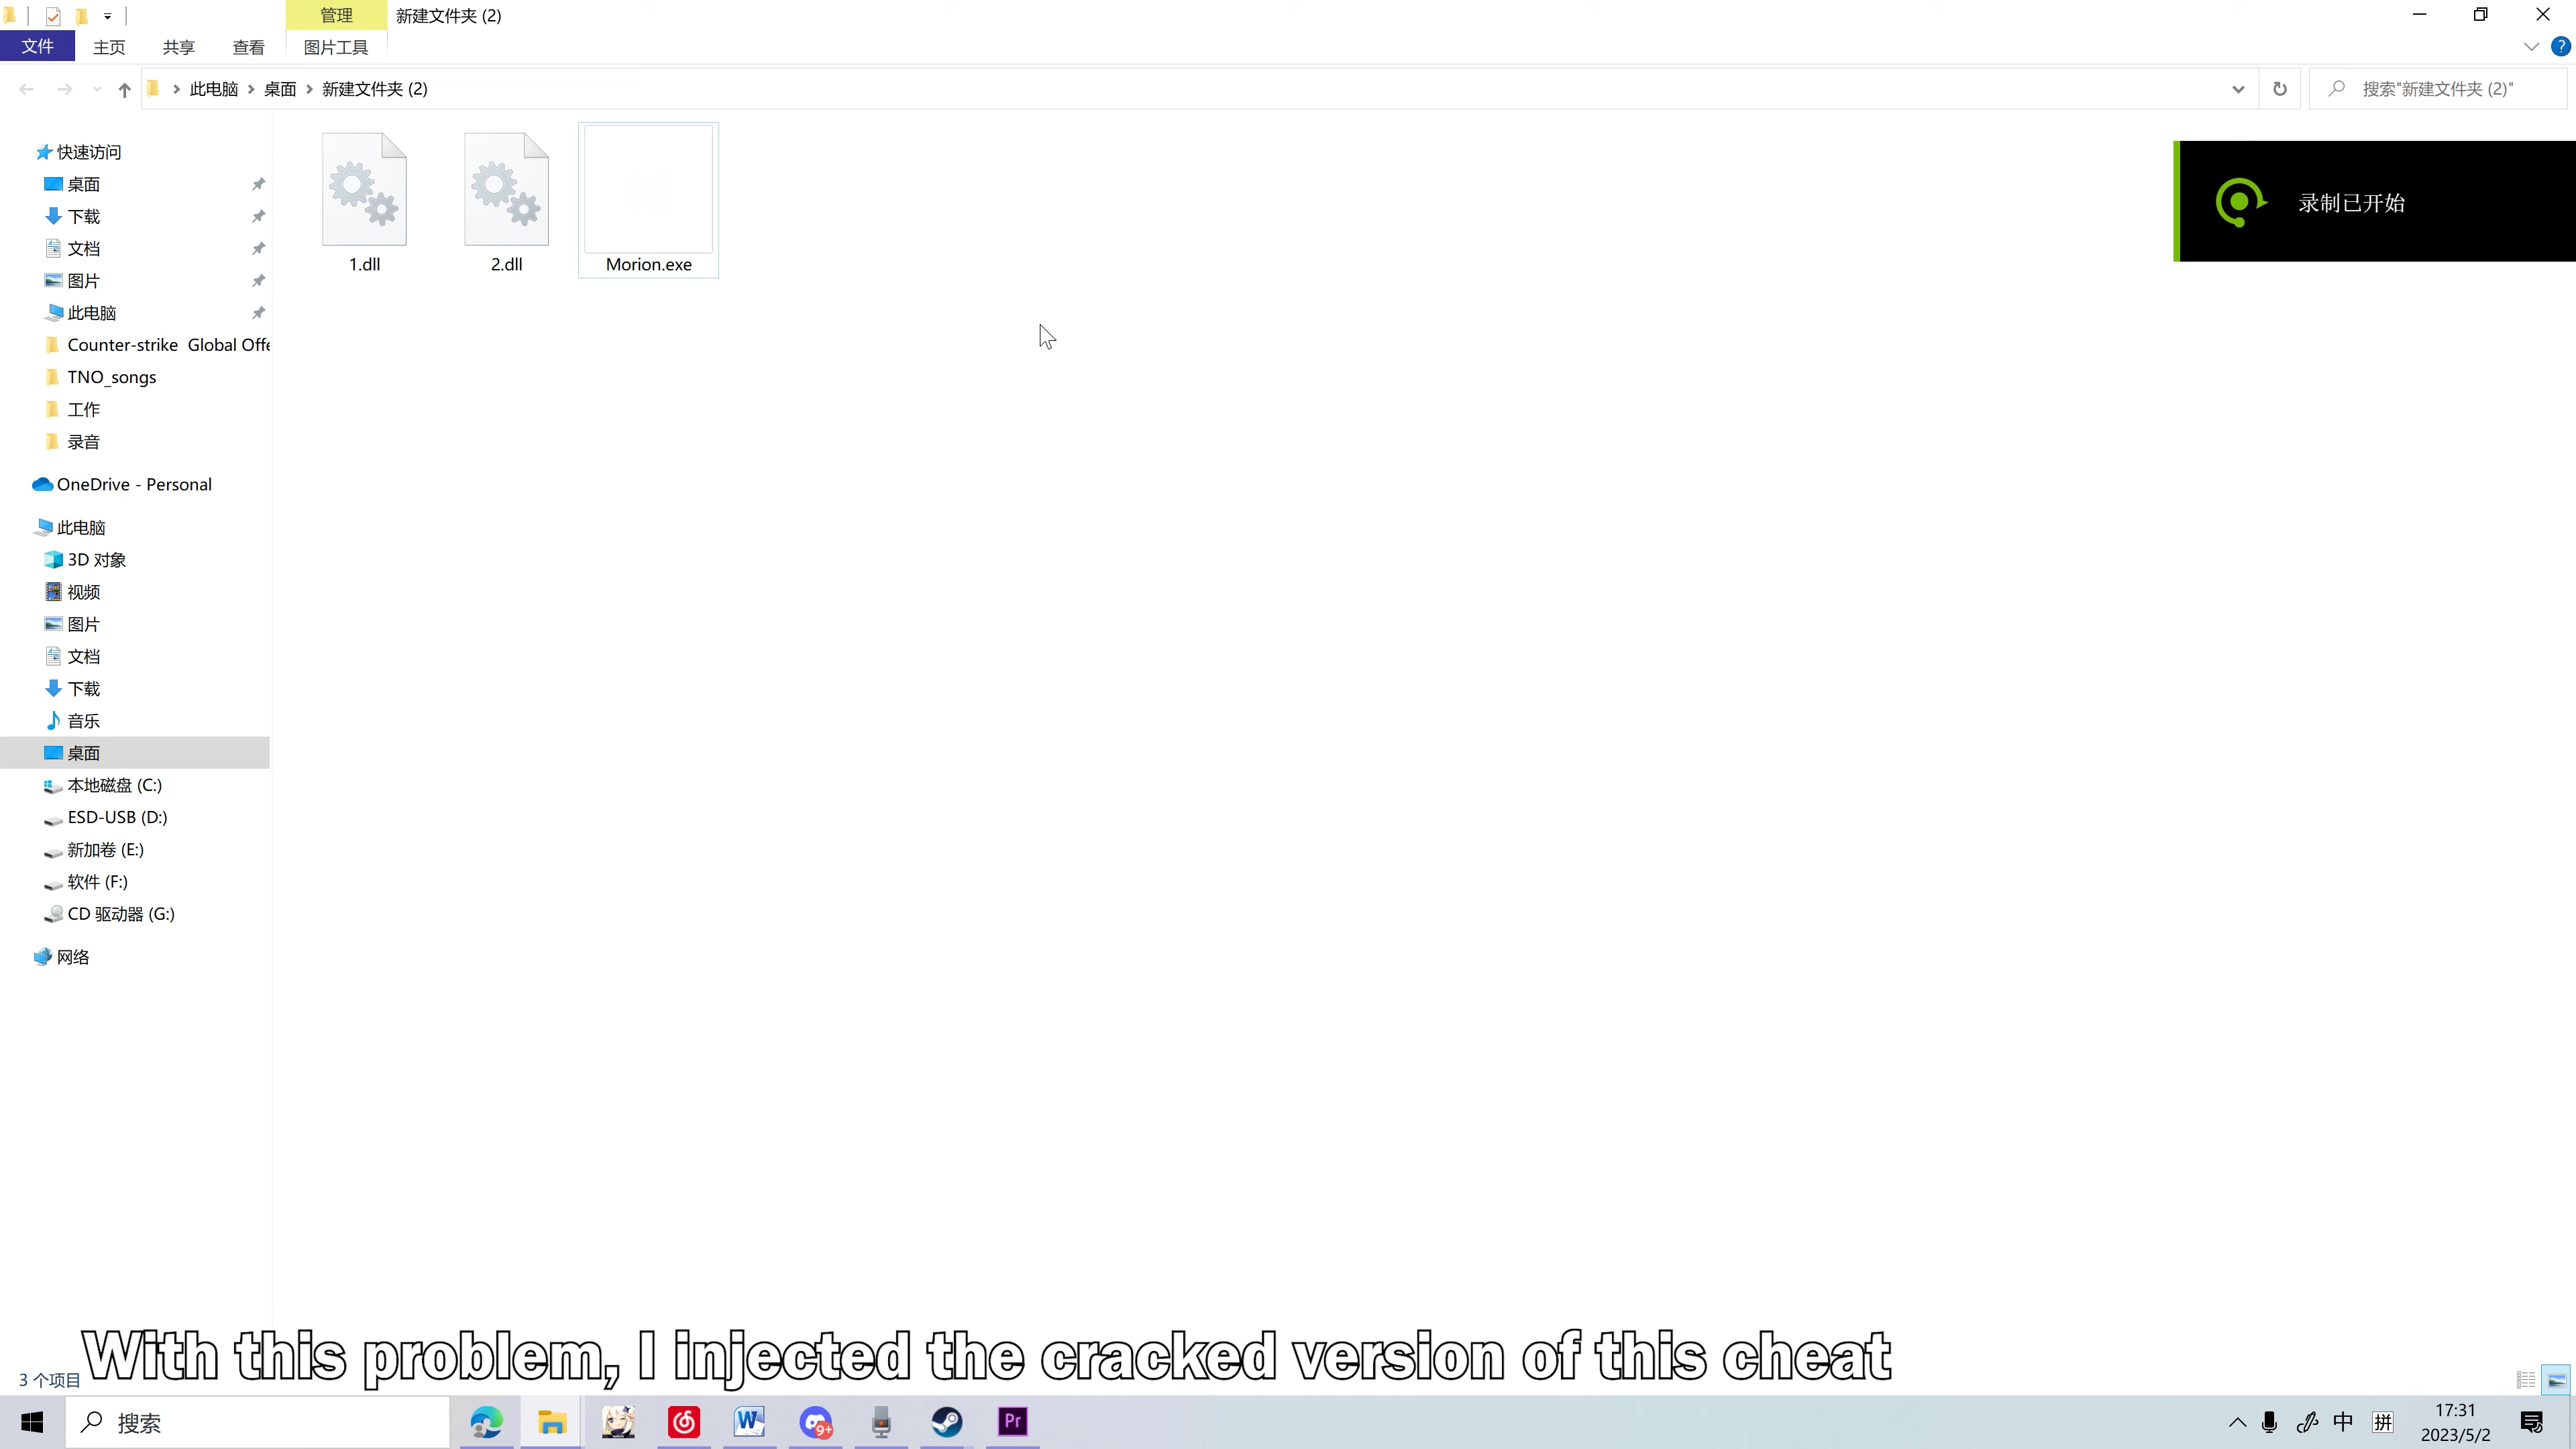 管理
新建文件夹 (2)
文件
主页
共享
查看
图片工具
?
此电脑
桌面
新建文件夹 (2)
搜索"新建文件夹 (2)"
快速访问
桌面
下载
文档
图片
此电脑
Counter-strike Global Offe
TNO_songs
工作
录音
OneDrive - Personal
此电脑
3D 对象
视频
图片
文档
下载
音乐
桌面
本地磁盘 (C:)
ESD-USB (D:)
新加卷 (E:)
软件 (F:)
CD 驱动器 (G:)
网络
1.dll
2.dll
Morion.exe
录制已开始
With this problem, I injected the cracked version of this cheat
3 个项目
搜索
W
9+
Pr
中
拼
17:31
2023/5/2
3